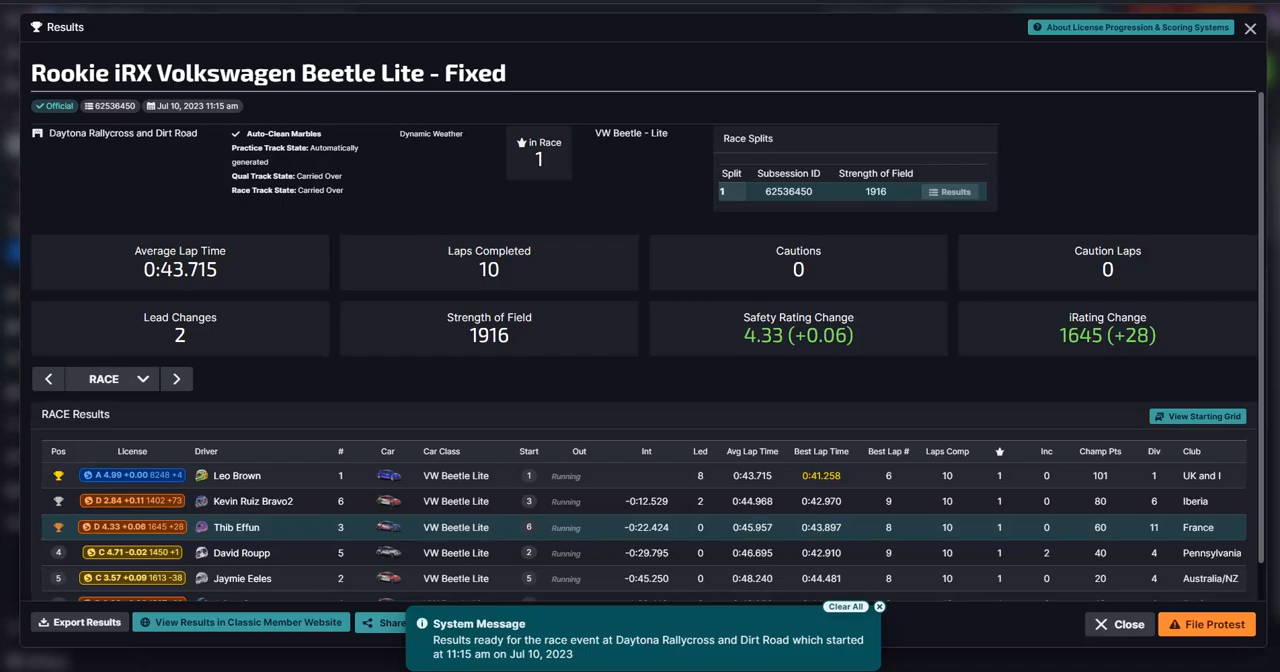 Results
About License Progression & Scoring Systems
Rookie iRX Volkswagen Beetle Lite - Fixed
Official 62536450 Jul 10, 2023 11:15 am
Daytona Rallycross and Dirt Road
Auto-Clean Marbles
Practice Track State: Automatically
generated
Qual Track State: Carried Over
Race Track State: Carried Over
Dynamic Weather
in Race
1
VW Beetle - Lite
Race Splits
Split Subsession ID Strength of Field
1 62536450 1916 Results
Average Lap Time
0:43.715
Laps Completed
10
Cautions
0
Caution Laps
0
Lead Changes
2
Strength of Field
1916
Safety Rating Change
4.33 (+0.06)
iRating Change
1645 (+28)
RACE
RACE Results
View Starting Grid
Pos License Driver # Car Car Class Start Out Int Led Avg Lap Time Best Lap Time Best Lap # Laps Comp Inc Champ Pts Div Club
A 4.99 +0.00 8248 +4 Leo Brown 1 VW Beetle Lite 1 Running 8 0:43.715 0:41.258 6 10 1 0 101 1 UK and I
D 2.84 +0.11 1402 +73 Kevin Ruiz Bravo2 6 VW Beetle Lite 3 Running -0:12.529 2 0:44.968 0:42.970 9 10 1 0 80 6 Iberia
D 4.33 +0.06 1645 +28 Thib Effun 3 VW Beetle Lite 6 Running -0:22.424 0 0:45.957 0:43.897 8 10 1 0 60 11 France
4 C 4.71 -0.02 1450 +1 David Roupp 5 VW Beetle Lite 2 Running -0:29.795 0 0:46.695 0:42.910 9 10 1 2 40 4 Pennsylvania
5 C 3.57 +0.09 1613 -38 Jaymie Eeles 2 VW Beetle Lite 5 Running -0:45.250 0 0:48.240 0:44.481 8 10 1 0 20 4 Australia/NZ
Clear All
Export Results
View Results in Classic Member Website
Share
System Message
Results ready for the race event at Daytona Rallycross and Dirt Road which started
at 11:15 am on Jul 10, 2023
Close
File Protest